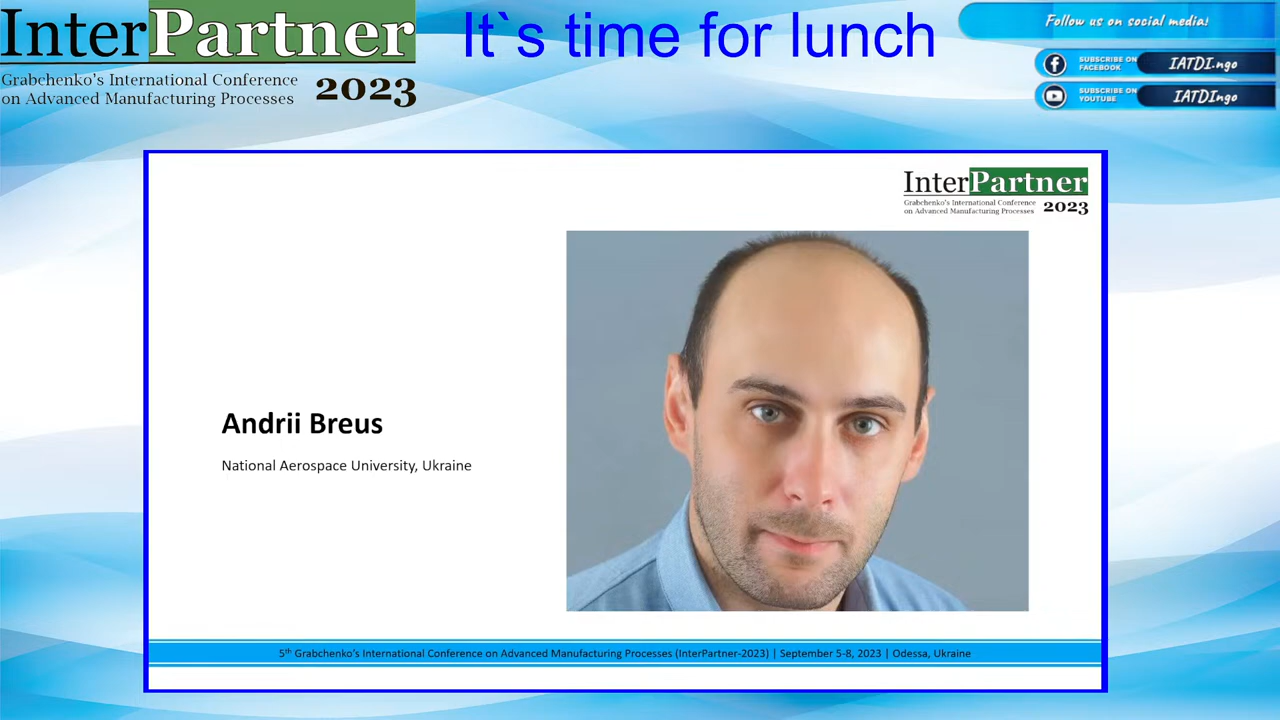 InterPartner
Grabchenko's International Conference
on Advanced Manufacturing Processes
2023
It`s time for lunch
Follow us on social media!
SUBSCRIBE ON
FACEBOOK
IATDI.ngo
SUBSCRIBE ON
YOUTUBE
IATDIngo
InterPartner
Grabchenko's International Conference
on Advanced Manufacturing Processes
2023
Andrii Breus
National Aerospace University, Ukraine
5th Grabchenko's International Conference on Advanced Manufacturing Processes (InterPartner-2023) | September 5-8, 2023 | Odessa, Ukraine